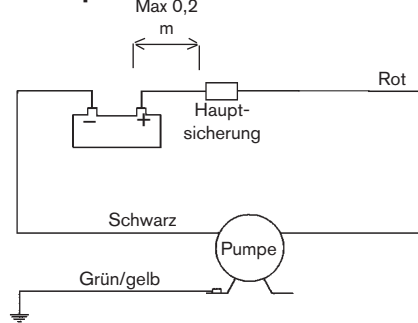 Max 0,2
m
Rot
Haupt-
sicherung
− +
Schwarz
Pumpe
Grün/gelb